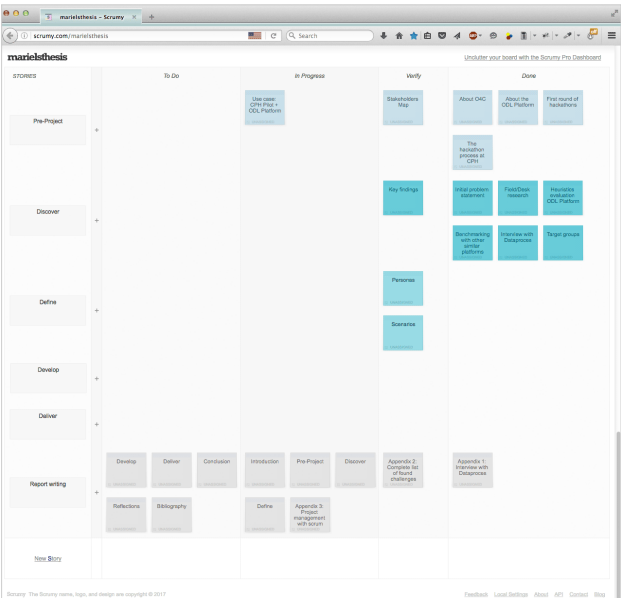 marielsthesis – Scrumy
scrumy.com/marielsthesis
Search
marielsthesis
Unclutter your board with the Scrumy Pro Dashboard
STORIES
To Do
In Progress
Verify
Done
Pre-Project
Use case:
CPH Pilot +
ODL Platform
Stakeholders
Map
About O4C
About the
ODL Platform
First round of
hackathons
The
hackathon
process at
CPH
Discover
Key findings
Initial problem
statement
Field/Desk
research
Heuristics
evaluation
ODL Platform
Benchmarking
with other
similar
platforms
Interview with
Dataproces
Target groups
Define
Personas
Scenarios
Develop
Deliver
Report writing
Develop
Deliver
Conclusion
Introduction
Pre-Project
Discover
Appendix 2:
Complete list
of found
challenges
Appendix 1:
Interview with
Dataproces
Reflections
Bibliography
Define
Appendix 3:
Project
management
with scrum
New Story
Scrumy The Scrumy name, logo, and design are copyright © 2017
Feedback Local Settings About API Contact Blog